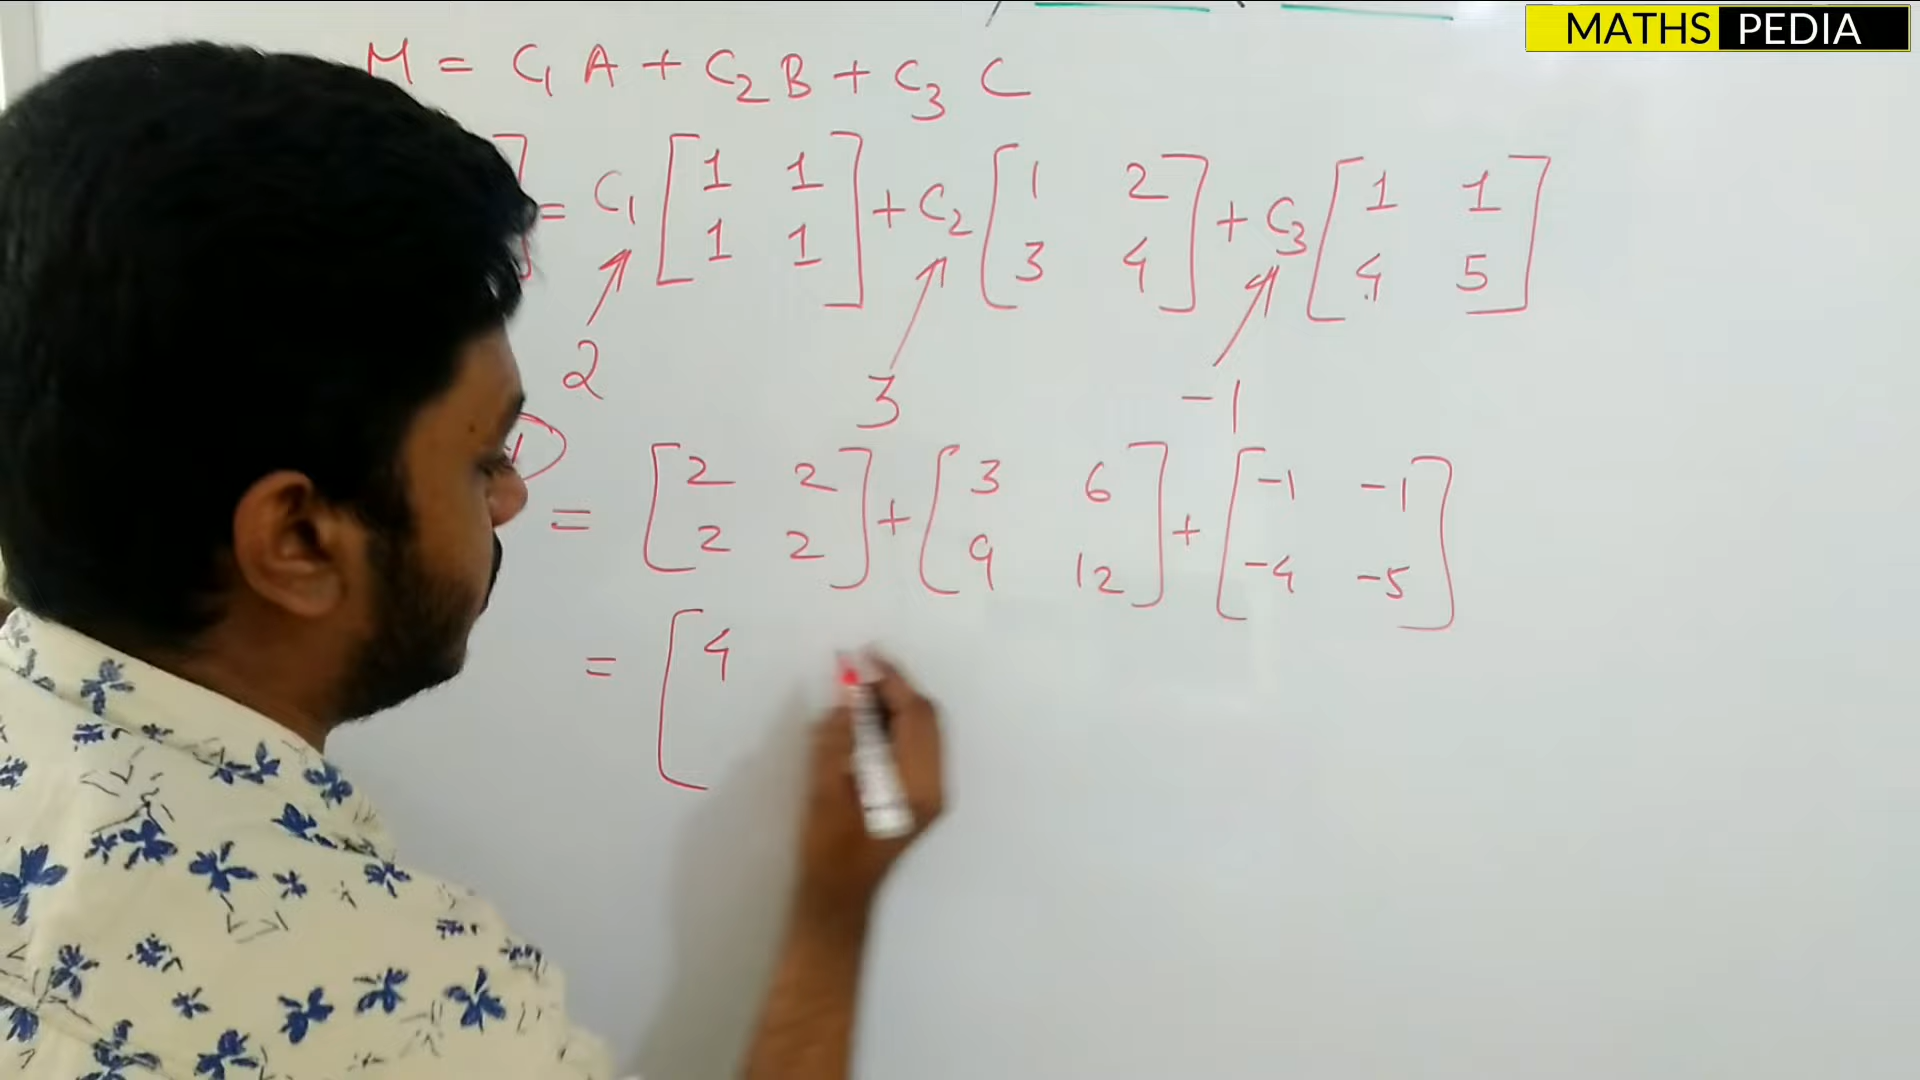 MATHS PEDIA
M = C₁ A + C₂ B + C₃ C
] = C₁ [1 1; 1 1] + C₂ [1 2; 3 4] + C₃ [1 1; 4 5]
2 3 -1
= [2 2; 2 2] + [3 6; 9 12] + [-1 -1; -4 -5]
= [4